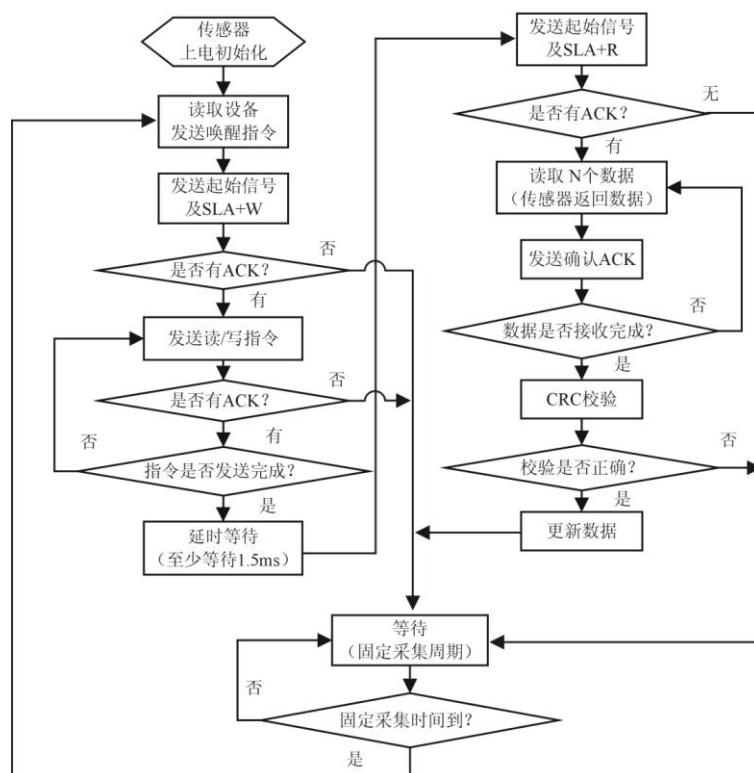 传感器
上电初始化
读取设备
发送唤醒指令
发送起始信号
及SLA+W
否
是否有ACK？
有
发送读/写指令
否
是否有ACK？
有
否
指令是否发送完成？
是
延时等待
（至少等待1.5ms）
发送起始信号
及SLA+R
无
是否有ACK？
有
读取 N个数据
（传感器返回数据）
发送确认ACK
否
数据是否接收完成？
是
CRC校验
否
校验是否正确？
是
更新数据
等待
（固定采集周期）
否
固定采集时间到？
是